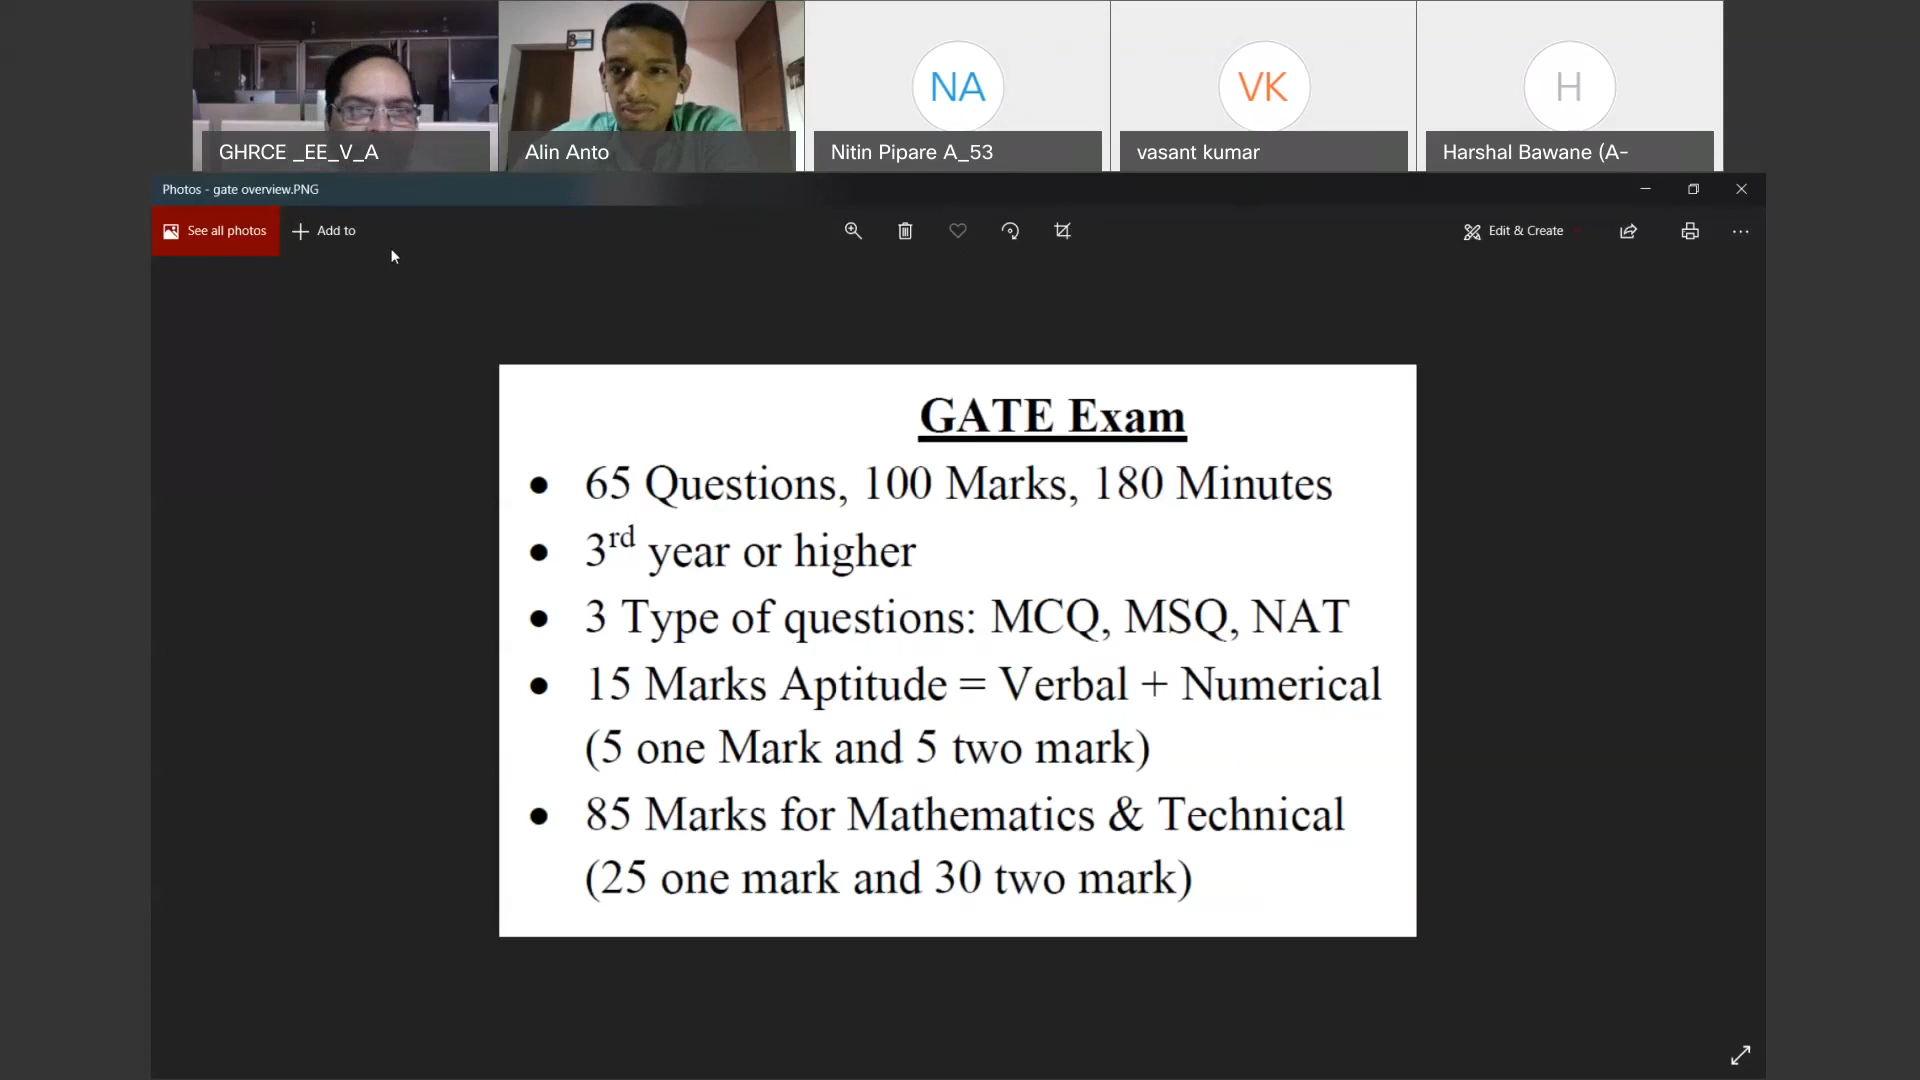 NA
VK
H
GHRCE _EE_V_A
Alin Anto
Nitin Pipare A_53
vasant kumar
Harshal Bawane (A-
Photos - gate overview.PNG
See all photos
Add to
Edit & Create
GATE Exam
• 65 Questions, 100 Marks, 180 Minutes
• 3rd year or higher
• 3 Type of questions: MCQ, MSQ, NAT
• 15 Marks Aptitude = Verbal + Numerical
(5 one Mark and 5 two mark)
• 85 Marks for Mathematics & Technical
(25 one mark and 30 two mark)